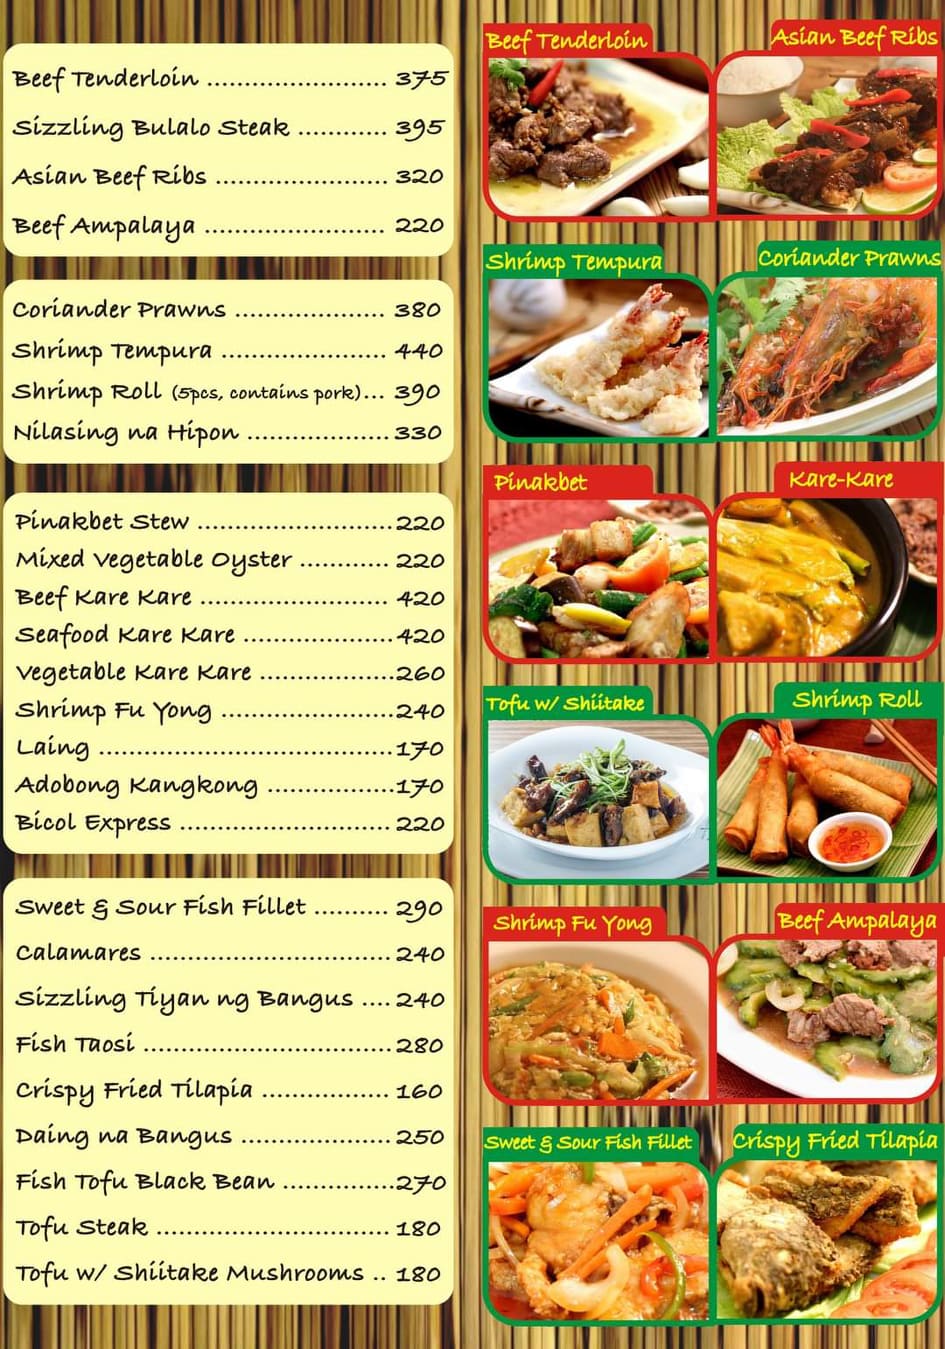 Beef Tenderloin ....................... 375
Sizzling Bulalo Steak ........... 395
Asian Beef Ribs ...................... 320
Beef Ampalaya ....................... 220
Coriander Prawns ................... 380
Shrimp Tempura ..................... 440
Shrimp Roll (5pcs, contains pork)... 390
Nilasing na Hipon .................. 330
Pinakbet Stew ......................... 220
Mixed Vegetable Oyster ........... 220
Beef Kare Kare ........................ 420
Seafood Kare Kare ................... 420
Vegetable Kare Kare ................. 260
Shrimp Fu Yong ...................... 240
Laing ..................................... 170
Adobong Kangkong ................ 170
Bicol Express ........................... 220
Sweet & Sour Fish Fillet ......... 290
Calamares .............................. 240
Sizzling Tiyan ng Bangus .... 240
Fish Taosi ............................... 280
Crispy Fried Tilapia ................ 160
Daing na Bangus ................... 250
Fish Tofu Black Bean .............. 270
Tofu Steak ............................. 180
Tofu w/ Shiitake Mushrooms .. 180
Beef Tenderloin
Asian Beef Ribs
Shrimp Tempura
Coriander Prawns
Pinakbet
Kare-Kare
Tofu w/ Shiitake
Shrimp Roll
Shrimp Fu Yong
Beef Ampalaya
Sweet & Sour Fish Fillet
Crispy Fried Tilapia